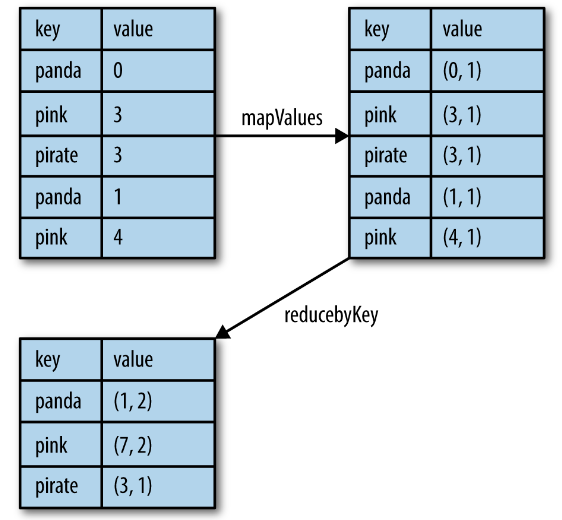 key value
panda 0
pink 3
pirate 3
panda 1
pink 4
mapValues
key value
panda (0, 1)
pink (3, 1)
pirate (3, 1)
panda (1, 1)
pink (4, 1)
reducebyKey
key value
panda (1, 2)
pink (7, 2)
pirate (3, 1)